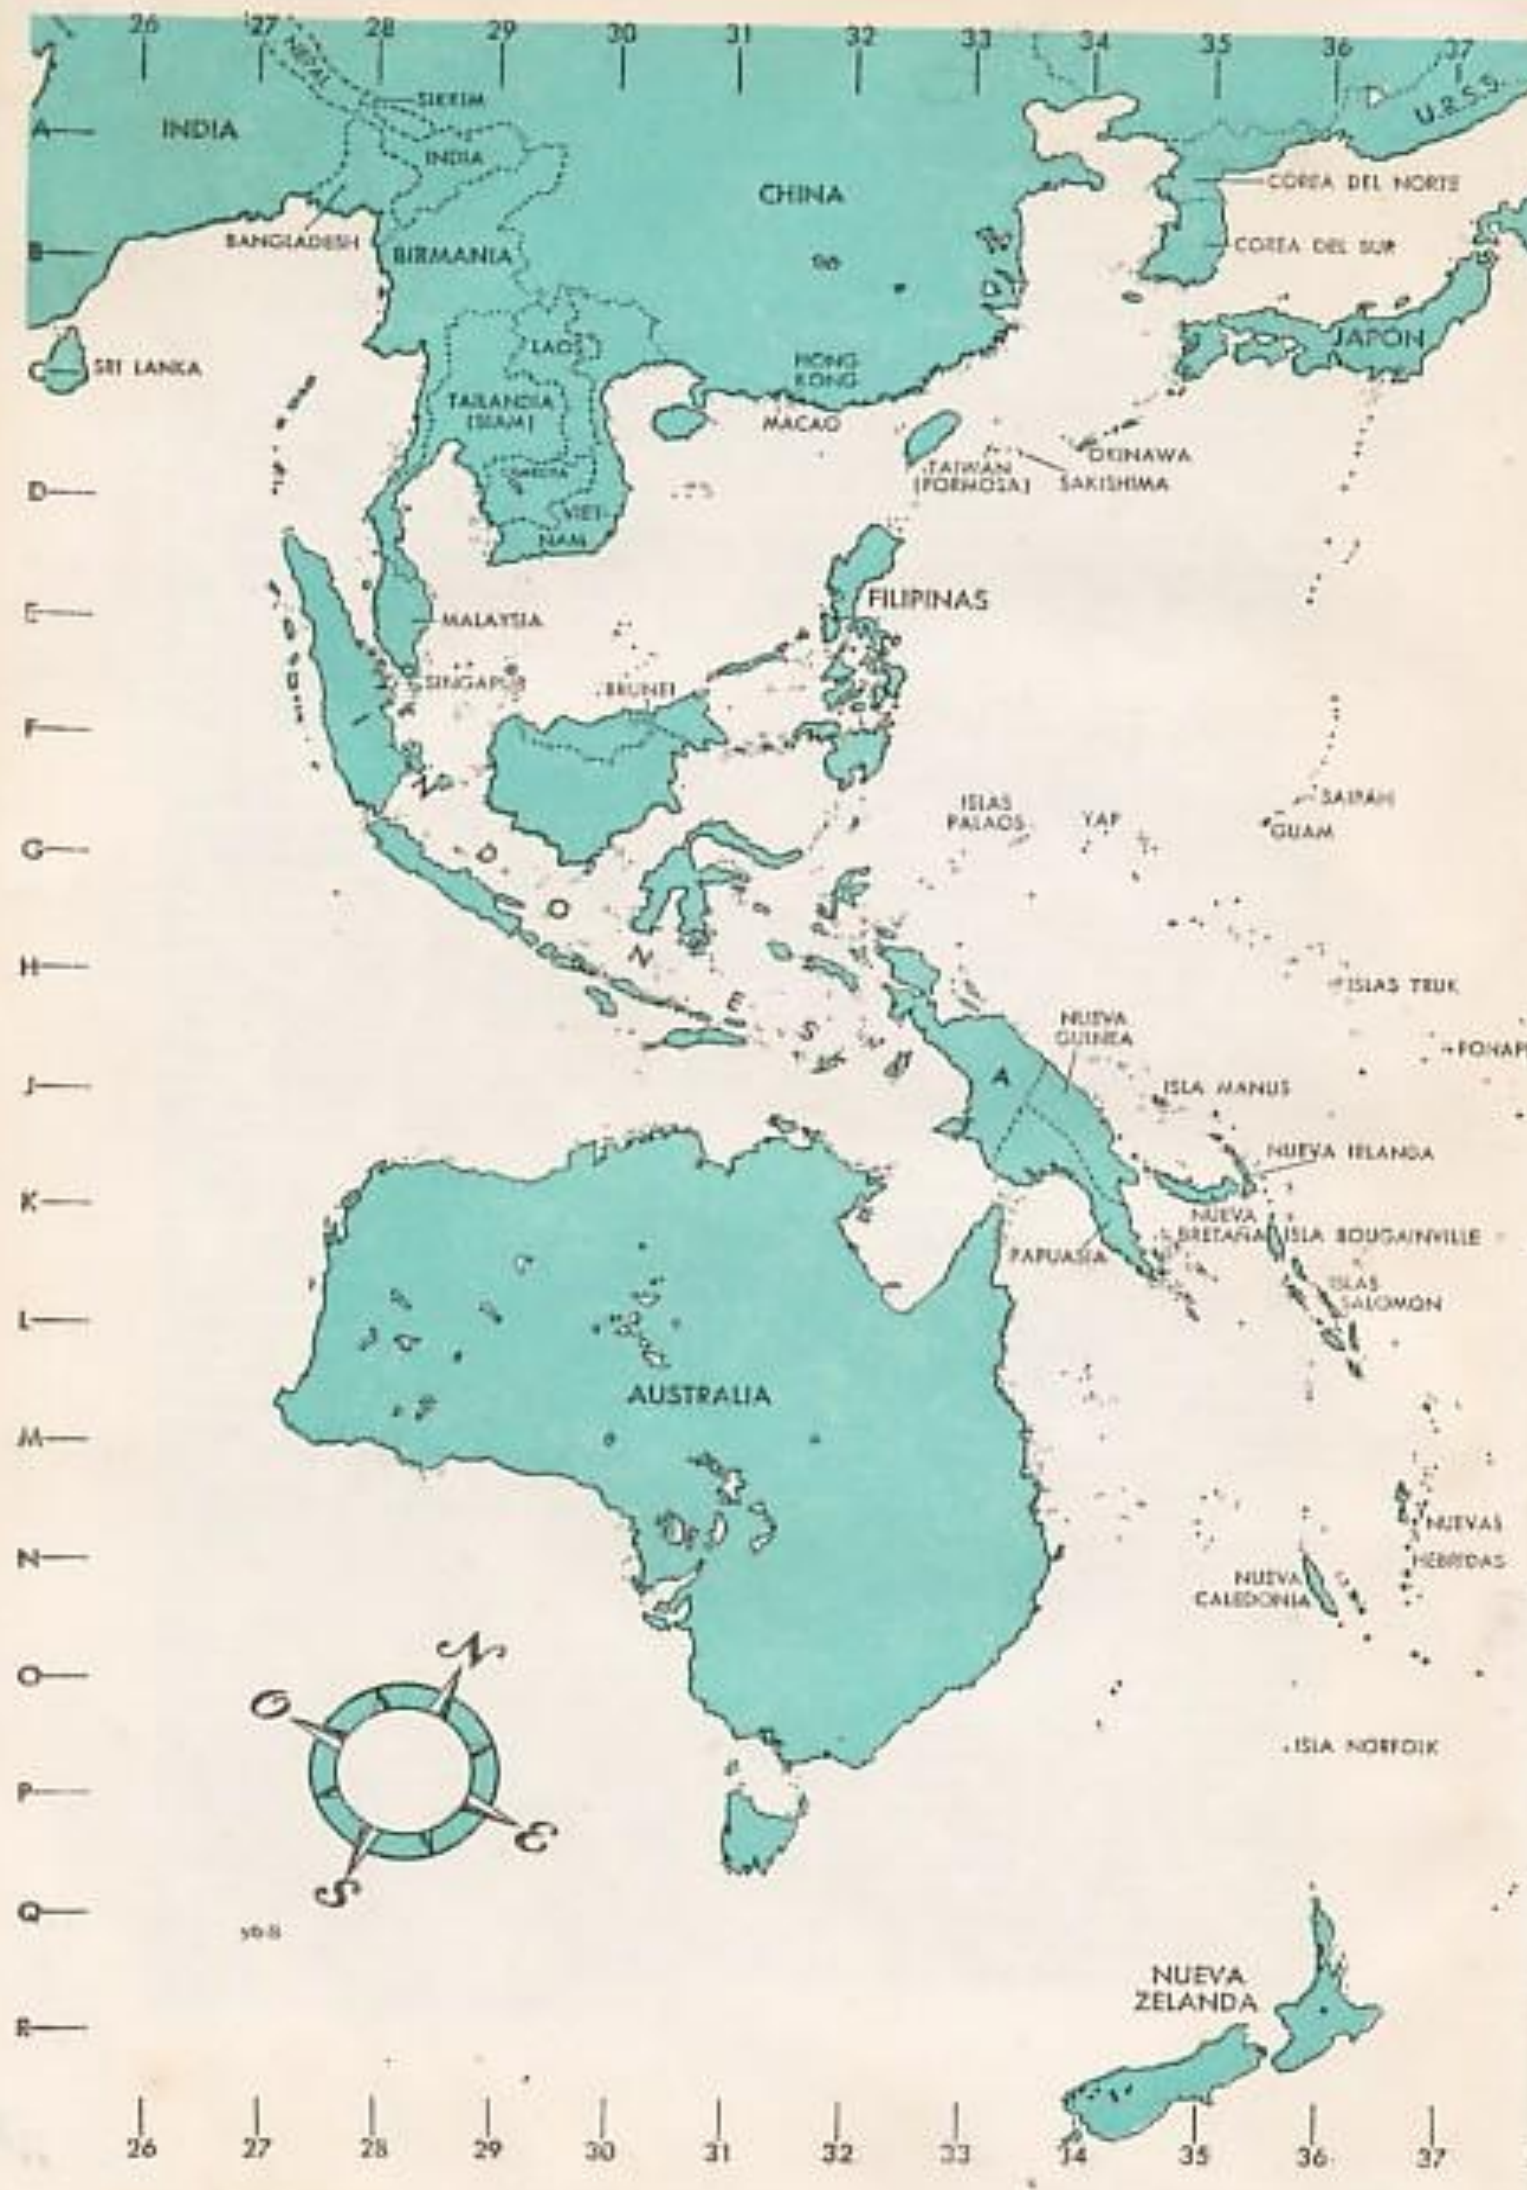 26 27 28 29 30 31 32 33 34 35 36 37
NEPAL
SIKKIM
U.R.S.S.
A
INDIA
INDIA
CHINA
COREA DEL NORTE
BANGLADESH
B
BIRMANIA
COREA DEL SUR
LAOS
JAPON
C
SRI LANKA
HONG
KONG
TAILANDIA
(SIAM)
MACAO
OKINAWA
TAIWAN
(FORMOSA)
SAKISHIMA
D
VIET-
NAM
E
FILIPINAS
MALAYSIA
SINGAPUR
BRUNEI
F
ISLAS
PALAOS
YAP
SAIPAN
GUAM
G
H
ISLAS TRUK
I N D O N E S I A
NUEVA
GUINEA
PONAP
J
ISLA MANUS
NUEVA IRLANDA
K
NUEVA
BRETAÑA
ISLA BOUGAINVILLE
PAPUASIA
ISLAS
SALOMON
L
AUSTRALIA
M
NUEVAS
HEBRIDAS
N
NUEVA
CALEDONIA
N
O
E
S
O
ISLA NORFOLK
P
Q
yb-8
NUEVA
ZELANDA
R
26 27 28 29 30 31 32 33 34 35 36 37